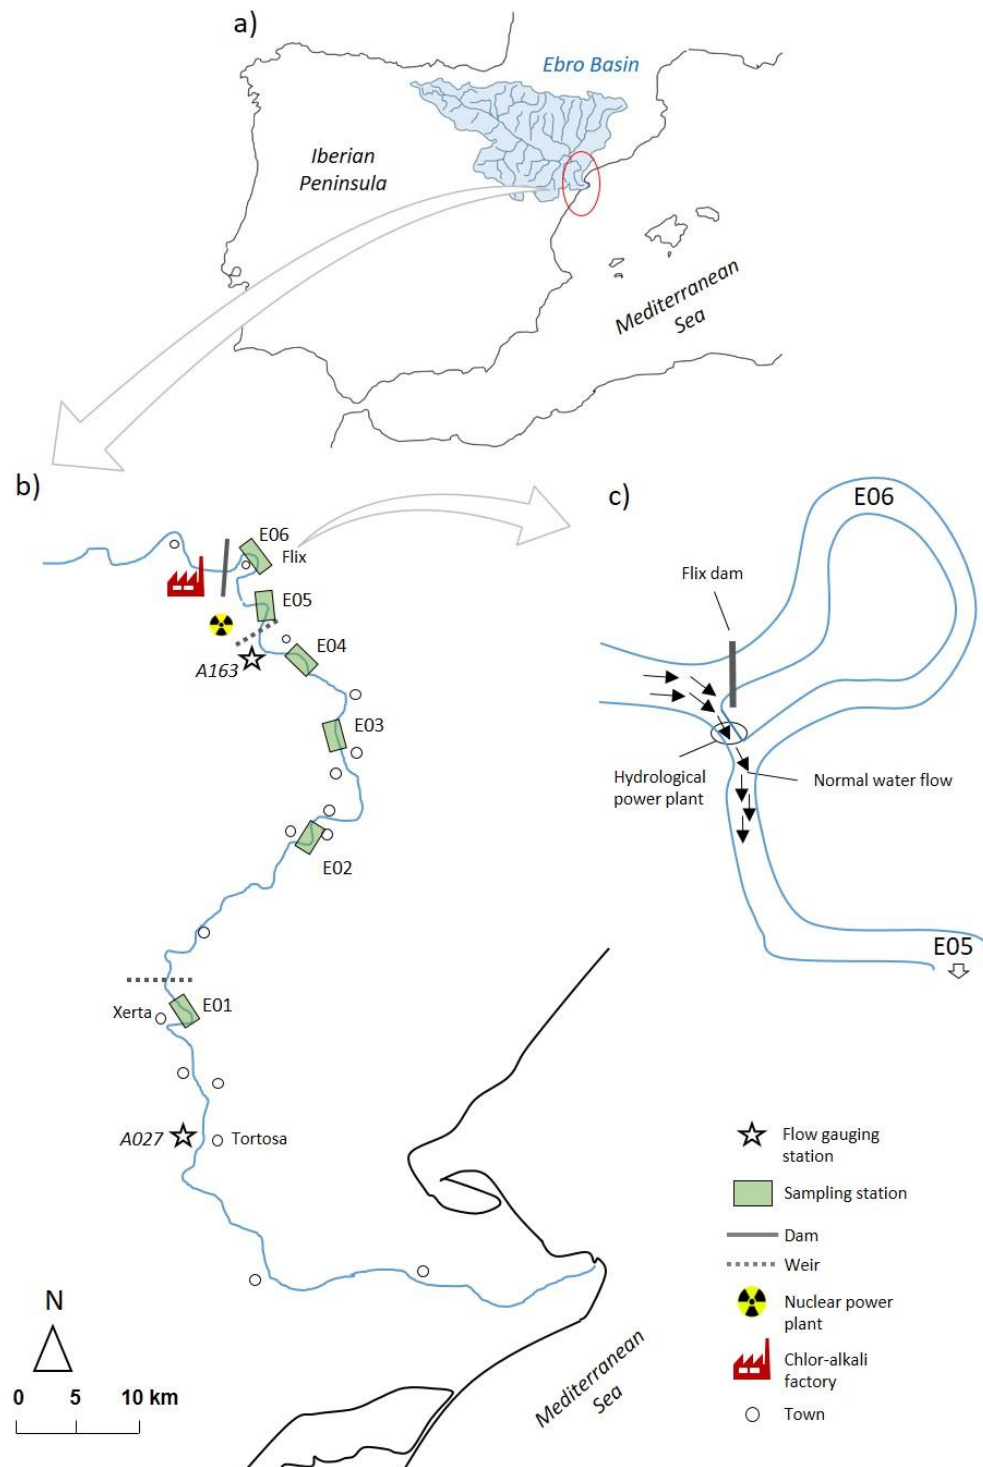 a)
Ebro Basin
Iberian
Peninsula
Mediterranean
Sea
b)
E06
Flix
E05
E04
A163
E03
E02
E01
Xerta
A027
Tortosa
N
0 5 10 km
Mediterranean
Sea
c)
E06
Flix dam
Hydrological
power plant
Normal water flow
E05
Flow gauging
station
Sampling station
Dam
Weir
Nuclear power
plant
Chlor-alkali
factory
Town